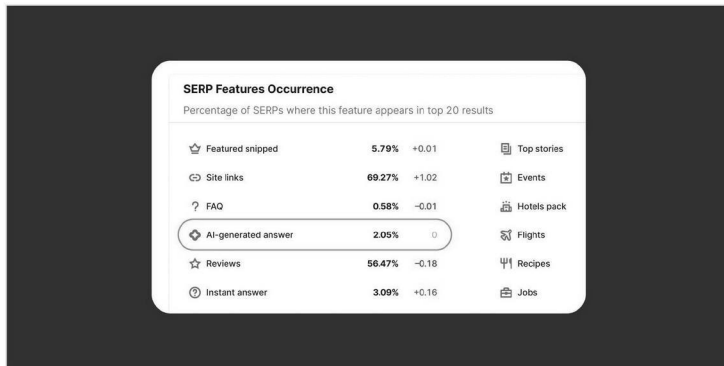 SERP Features Occurrence
Percentage of SERPs where this feature appears in top 20 results
Featured snipped 5.79% +0.01 Top stories
Site links 69.27% +1.02 Events
FAQ 0.58% −0.01 Hotels pack
AI-generated answer 2.05% 0 Flights
Reviews 56.47% −0.18 Recipes
Instant answer 3.09% +0.16 Jobs